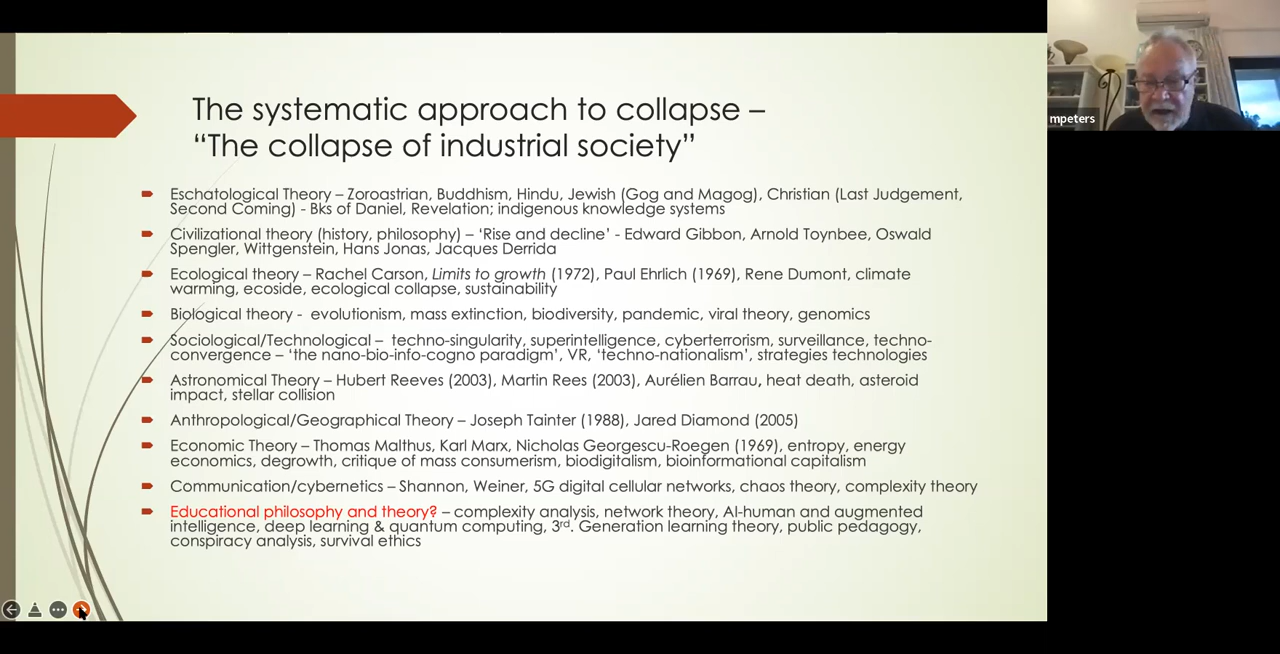 The systematic approach to collapse –
“The collapse of industrial society”
Eschatological Theory – Zoroastrian, Buddhism, Hindu, Jewish (Gog and Magog), Christian (Last Judgement,
Second Coming) - Bks of Daniel, Revelation; indigenous knowledge systems
Civilizational theory (history, philosophy) – ‘Rise and decline’ - Edward Gibbon, Arnold Toynbee, Oswald
Spengler, Wittgenstein, Hans Jonas, Jacques Derrida
Ecological theory – Rachel Carson, Limits to growth (1972), Paul Ehrlich (1969), Rene Dumont, climate
warming, ecoside, ecological collapse, sustainability
Biological theory - evolutionism, mass extinction, biodiversity, pandemic, viral theory, genomics
Sociological/Technological – techno-singularity, superintelligence, cyberterrorism, surveillance, techno-
convergence – ‘the nano-bio-info-cogno paradigm’, VR, ‘techno-nationalism’, strategies technologies
Astronomical Theory – Hubert Reeves (2003), Martin Rees (2003), Aurélien Barrau, heat death, asteroid
impact, stellar collision
Anthropological/Geographical Theory – Joseph Tainter (1988), Jared Diamond (2005)
Economic Theory – Thomas Malthus, Karl Marx, Nicholas Georgescu-Roegen (1969), entropy, energy
economics, degrowth, critique of mass consumerism, biodigitalism, bioinformational capitalism
Communication/cybernetics – Shannon, Weiner, 5G digital cellular networks, chaos theory, complexity theory
Educational philosophy and theory? – complexity analysis, network theory, AI-human and augmented
intelligence, deep learning & quantum computing, 3rd. Generation learning theory, public pedagogy,
conspiracy analysis, survival ethics
mpeters